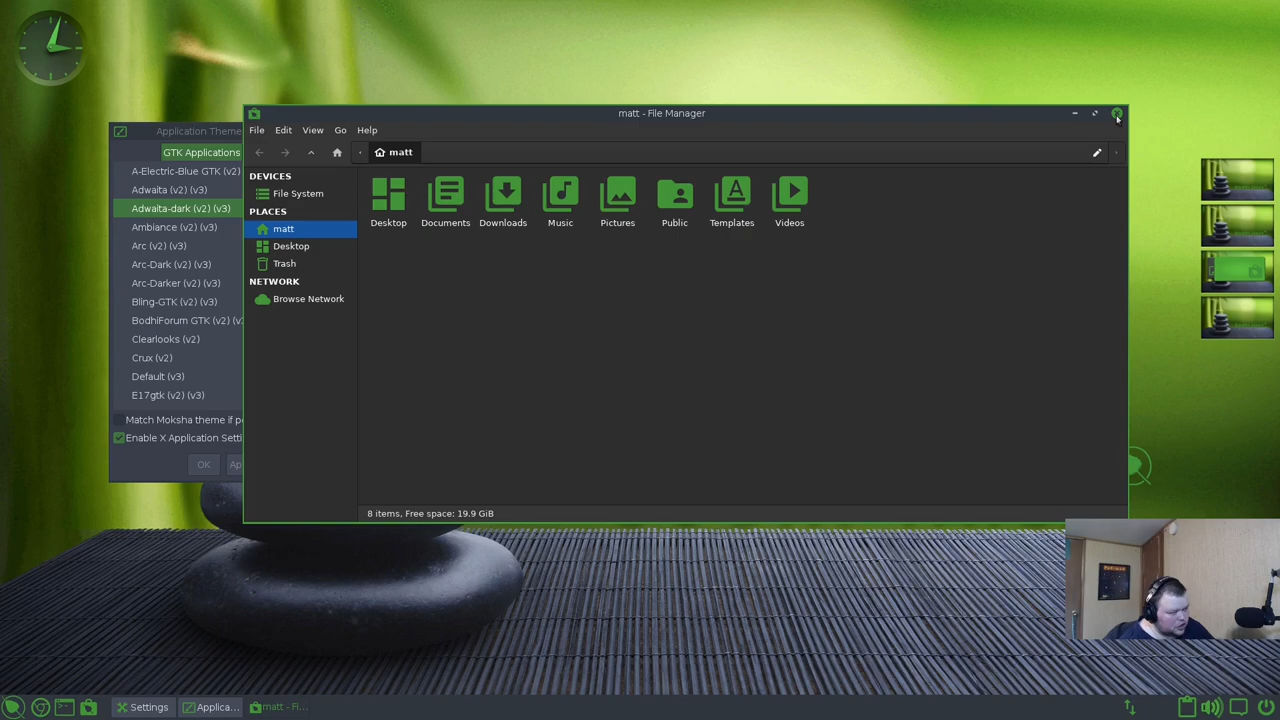 matt - File Manager
File Edit View Go Help
matt
Application Theme
GTK Applications
A-Electric-Blue GTK (v2)
Adwaita (v2) (v3)
Adwaita-dark (v2) (v3)
Ambiance (v2) (v3)
Arc (v2) (v3)
Arc-Dark (v2) (v3)
Arc-Darker (v2) (v3)
Bling-GTK (v2) (v3)
BodhiForum GTK (v2) (v
Clearlooks (v2)
Crux (v2)
Default (v3)
E17gtk (v2) (v3)
Match Moksha theme if p
Enable X Application Setti
OK Ap
DEVICES
File System
PLACES
matt
Desktop
Trash
NETWORK
Browse Network
Desktop Documents Downloads Music Pictures Public Templates Videos
8 items, Free space: 19.9 GiB
Settings Applica... matt - Fi...